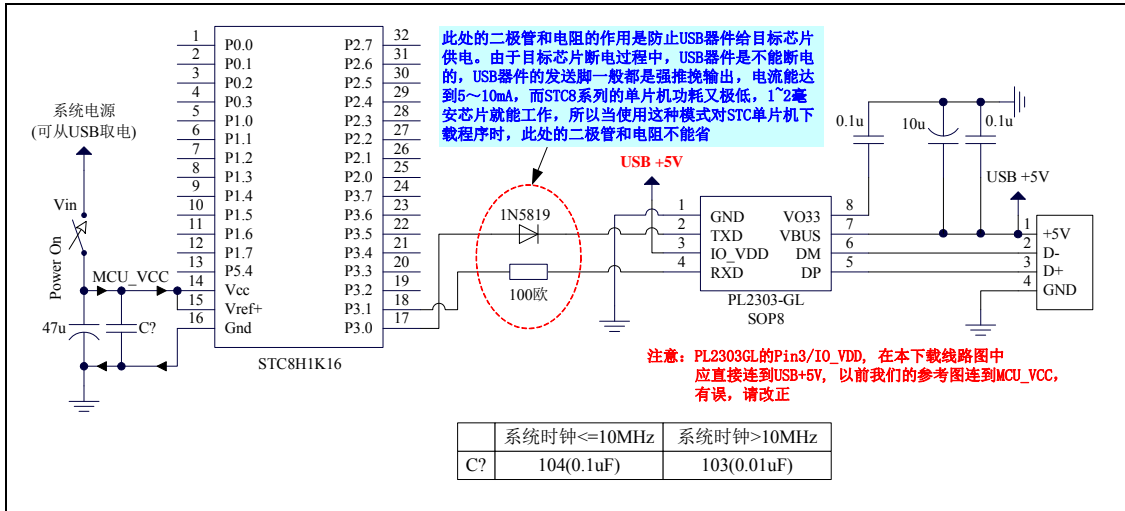 此处的二极管和电阻的作用是防止USB器件给目标芯片
供电。由于目标芯片断电过程中，USB器件是不能断电
的，USB器件的发送脚一般都是强推挽输出，电流能达
到5～10mA，而STC8系列的单片机功耗又极低，1~2毫
安芯片就能工作，所以当使用这种模式对STC单片机下
载程序时，此处的二极管和电阻不能省
系统电源
(可从USB取电)
Vin
Power On
MCU_VCC
47u
C?
1 P0.0 P2.7 32
2 P0.1 P2.6 31
3 P0.2 P2.5 30
4 P0.3 P2.4 29
5 P1.0 P2.3 28
6 P1.1 P2.2 27
7 P1.2 P2.1 26
8 P1.3 P2.0 25
9 P1.4 P3.7 24
10 P1.5 P3.6 23
11 P1.6 P3.5 22
12 P1.7 P3.4 21
13 P5.4 P3.3 20
14 Vcc P3.2 19
15 Vref+ P3.1 18
16 Gnd P3.0 17
STC8H1K16
1N5819
100欧
USB +5V
1 GND VO33 8
2 TXD VBUS 7
3 IO_VDD DM 6
4 RXD DP 5
PL2303-GL
SOP8
0.1u
10u
0.1u
USB +5V
1 +5V
2 D-
3 D+
4 GND
注意：PL2303GL的Pin3/IO_VDD, 在本下载线路图中
应直接连到USB+5V, 以前我们的参考图连到MCU_VCC，
有误，请改正
系统时钟<=10MHz 系统时钟>10MHz
C? 104(0.1uF) 103(0.01uF)